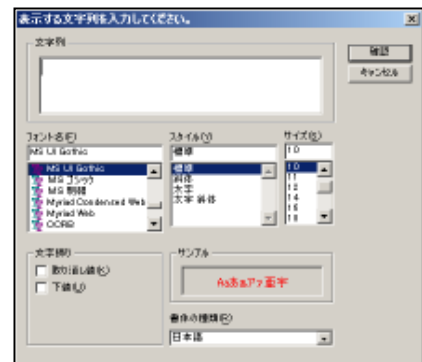 表示する文字列を入力してください。
文字列
確認
キャンセル
フォント名(F)
MS UI Gothic
MS UI Gothic
MS ゴシック
MS 明朝
Myriad Condensed Web
Myriad Web
OCRB
スタイル(Y)
標準
標準
斜体
太字
太字 斜体
サイズ(S)
10
10
11
12
14
16
18
文字飾り
取り消し線(K)
下線(U)
サンプル
Aaあぁアァ亜宇
書体の種類(R)
日本語